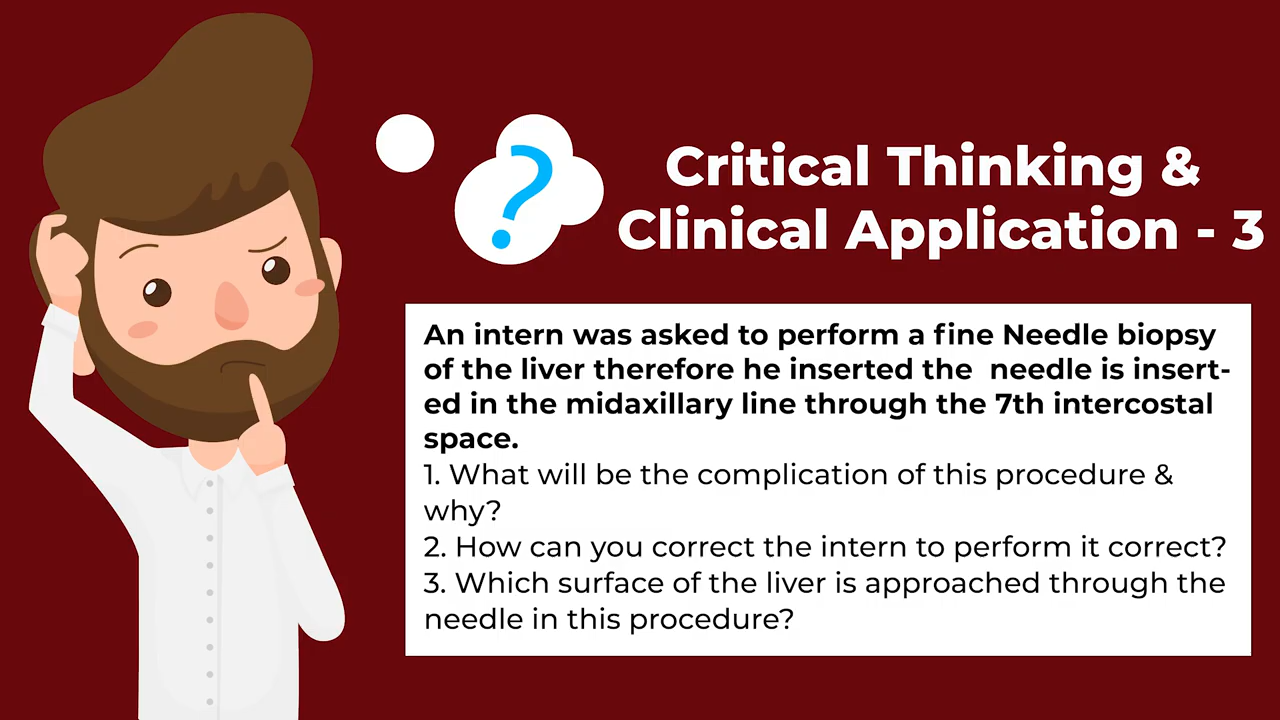 ?
Critical Thinking &
Clinical Application - 3
An intern was asked to perform a fine Needle biopsy
of the liver therefore he inserted the  needle is insert-
ed in the midaxillary line through the 7th intercostal
space.
1. What will be the complication of this procedure &
why?
2. How can you correct the intern to perform it correct?
3. Which surface of the liver is approached through the
needle in this procedure?